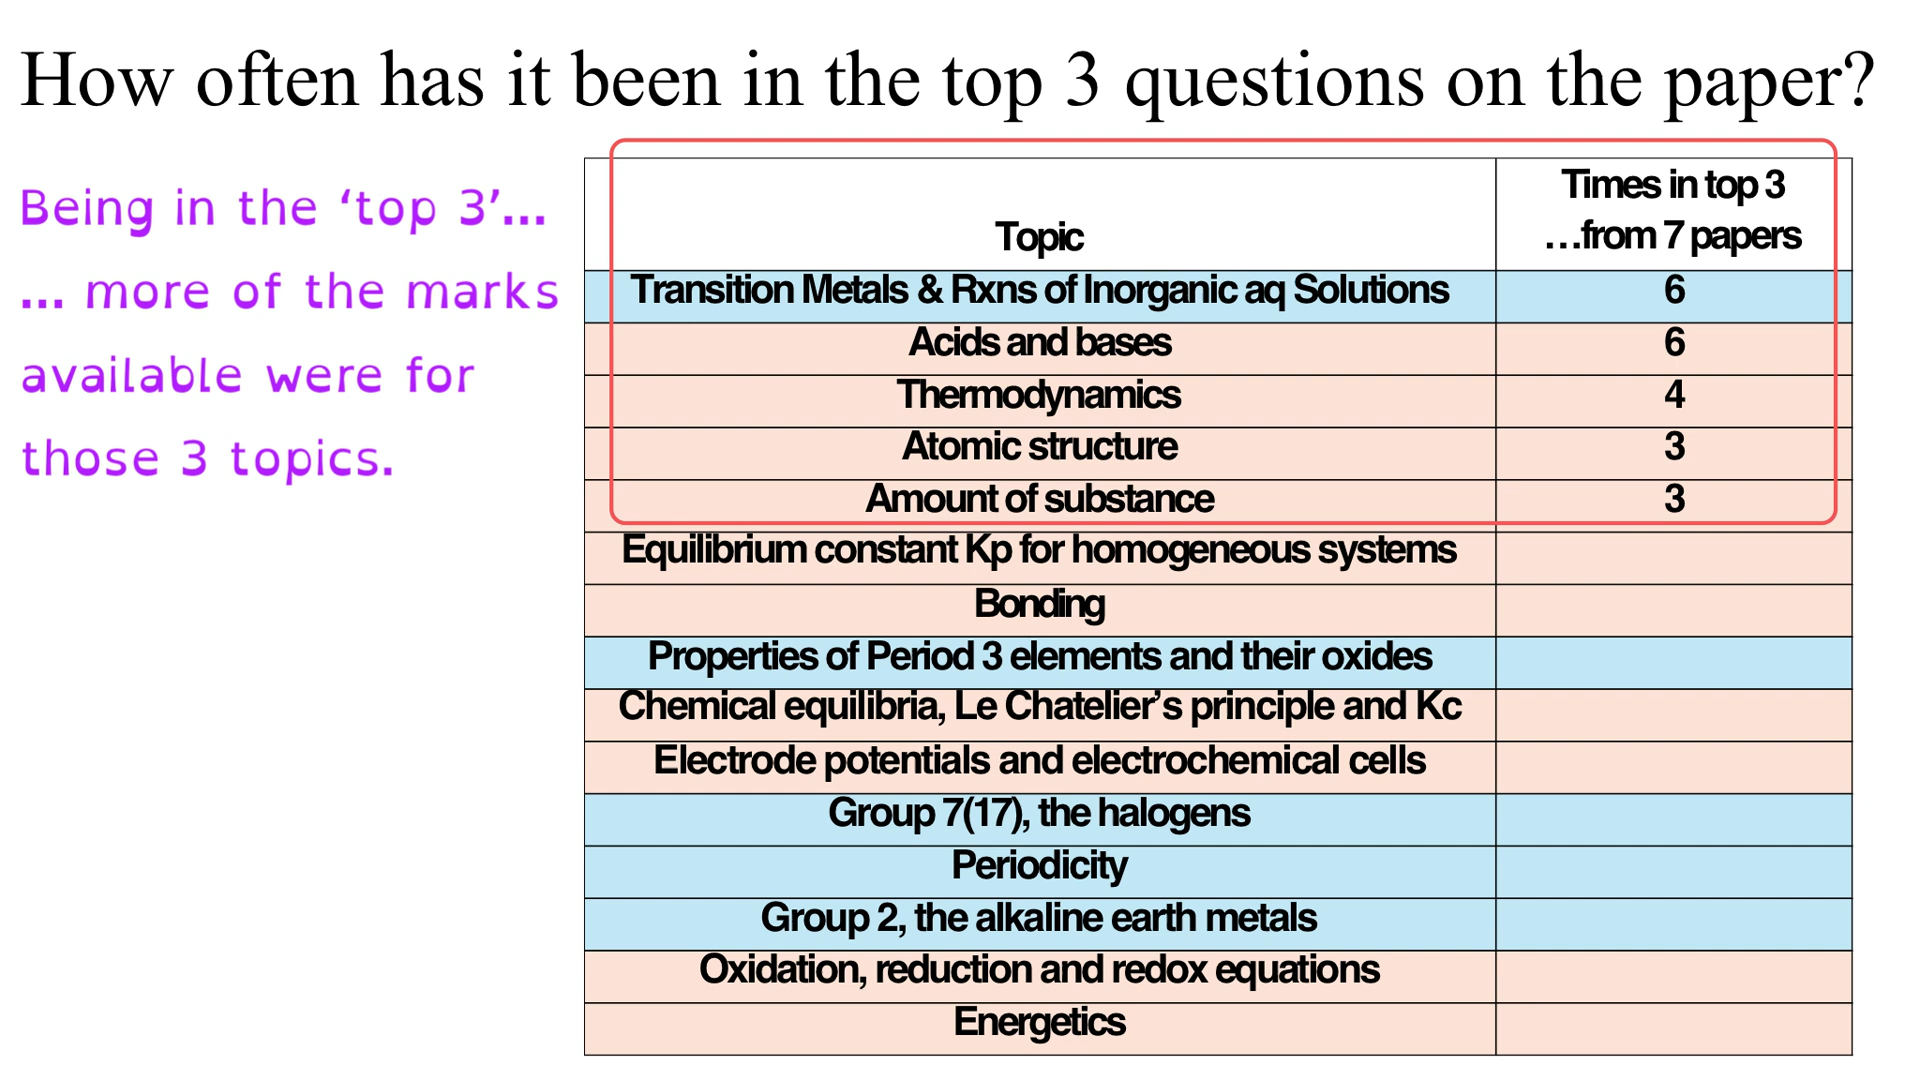 How often has it been in the top 3 questions on the paper?
Being in the ‘top 3’...
... more of the marks
available were for
those 3 topics.
Topic
Times in top 3
...from 7 papers
Transition Metals & Rxns of Inorganic aq Solutions 6
Acids and bases 6
Thermodynamics 4
Atomic structure 3
Amount of substance 3
Equilibrium constant Kp for homogeneous systems
Bonding
Properties of Period 3 elements and their oxides
Chemical equilibria, Le Chatelier’s principle and Kc
Electrode potentials and electrochemical cells
Group 7(17), the halogens
Periodicity
Group 2, the alkaline earth metals
Oxidation, reduction and redox equations
Energetics